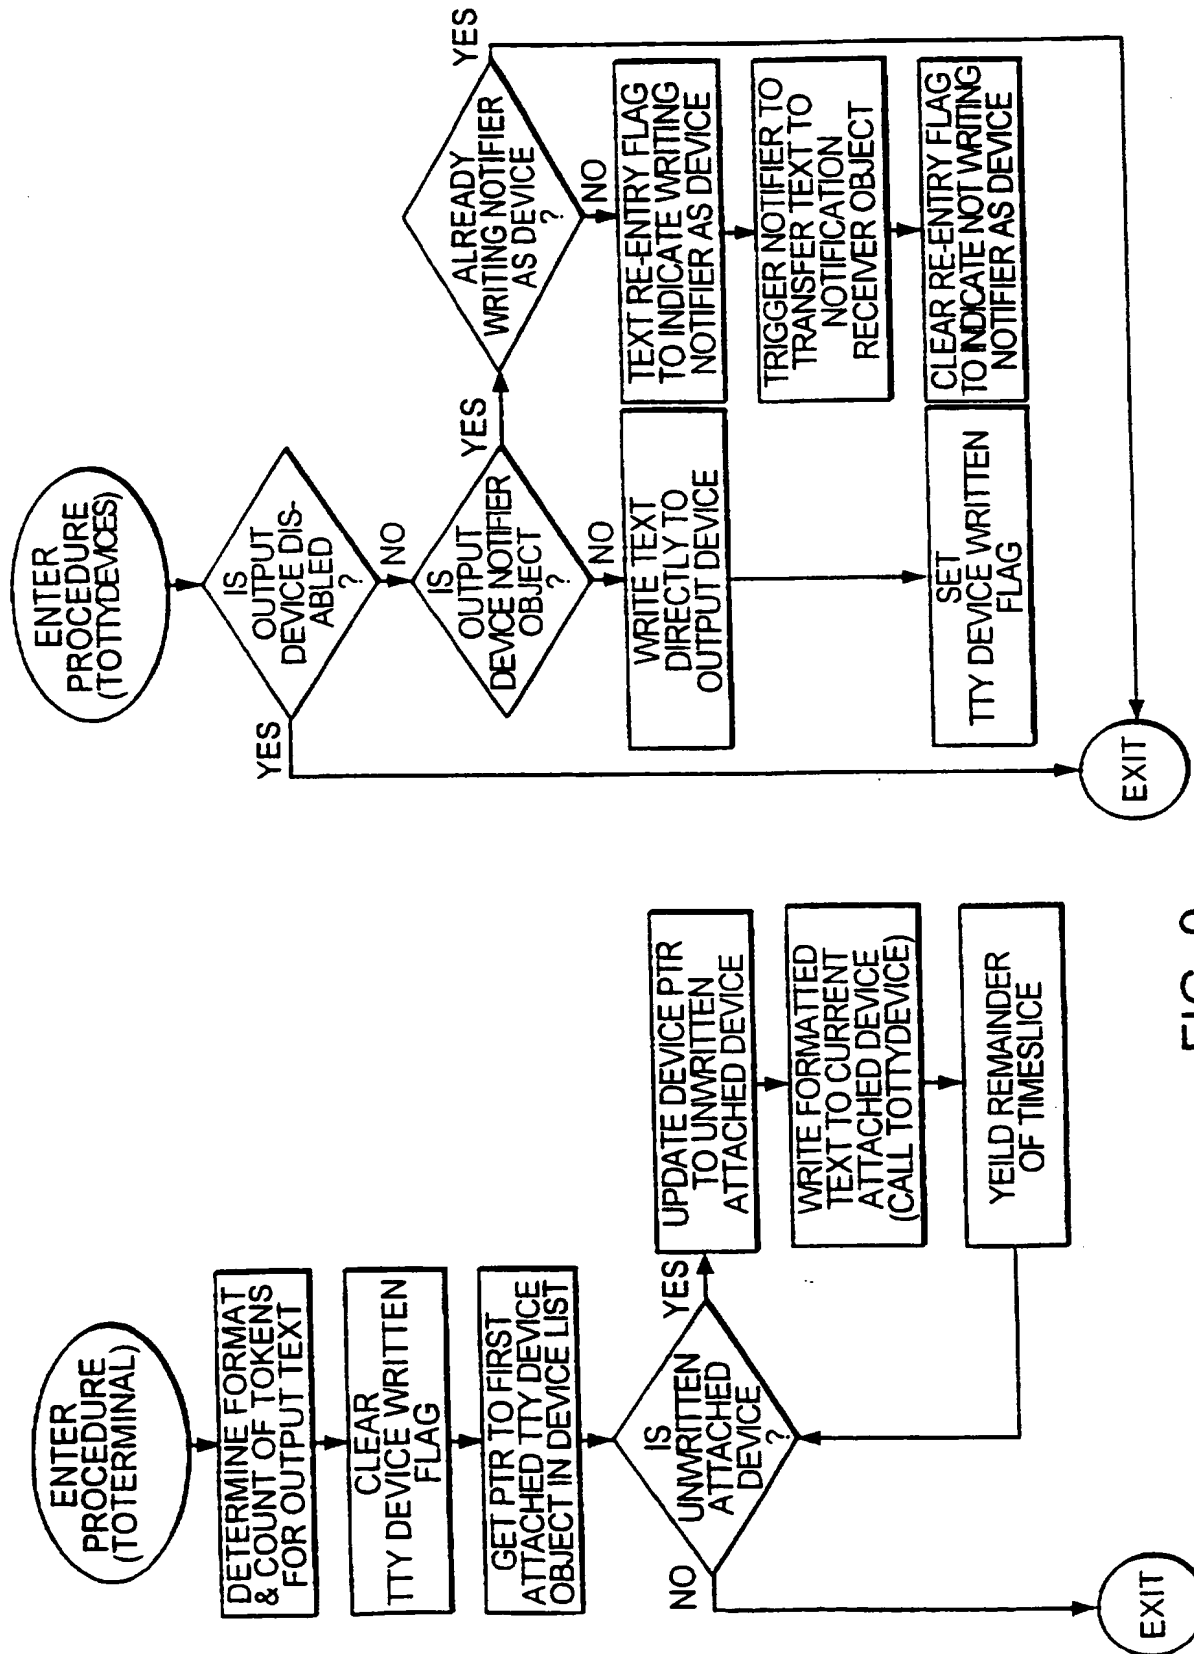 ENTER
PROCEDURE
(TOTERMINAL)
DETERMINE FORMAT
& COUNT OF TOKENS
FOR OUTPUT TEXT
CLEAR
TTY DEVICE WRITTEN
FLAG
GET PTR TO FIRST
ATTACHED TTY DEVICE
OBJECT IN DEVICE LIST
IS
UNWRITTEN
ATTACHED
DEVICE
?
YES
NO
UPDATE DEVICE PTR
TO UNWRITTEN
ATTACHED DEVICE
WRITE FORMATTED
TEXT TO CURRENT
ATTACHED DEVICE
(CALL TOTTYDEVICE)
YEILD REMAINDER
OF TIMESLICE
EXIT
ENTER
PROCEDURE
(TOTTYDEVICES)
IS
OUTPUT
DEVICE DIS-
ABLED
?
YES
NO
IS
OUTPUT
DEVICE NOTIFIER
OBJECT
?
YES
NO
ALREADY
WRITING NOTIFIER
AS DEVICE
?
YES
NO
WRITE TEXT
DIRECTLY TO
OUTPUT DEVICE
TEXT RE-ENTRY FLAG
TO INDICATE WRITING
NOTIFIER AS DEVICE
TRIGGER NOTIFIER TO
TRANSFER TEXT TO
NOTIFICATION
RECEIVER OBJECT
SET
TTY DEVICE WRITTEN
FLAG
CLEAR RE-ENTRY FLAG
TO INDICATE NOT WRITING
NOTIFIER AS DEVICE
EXIT